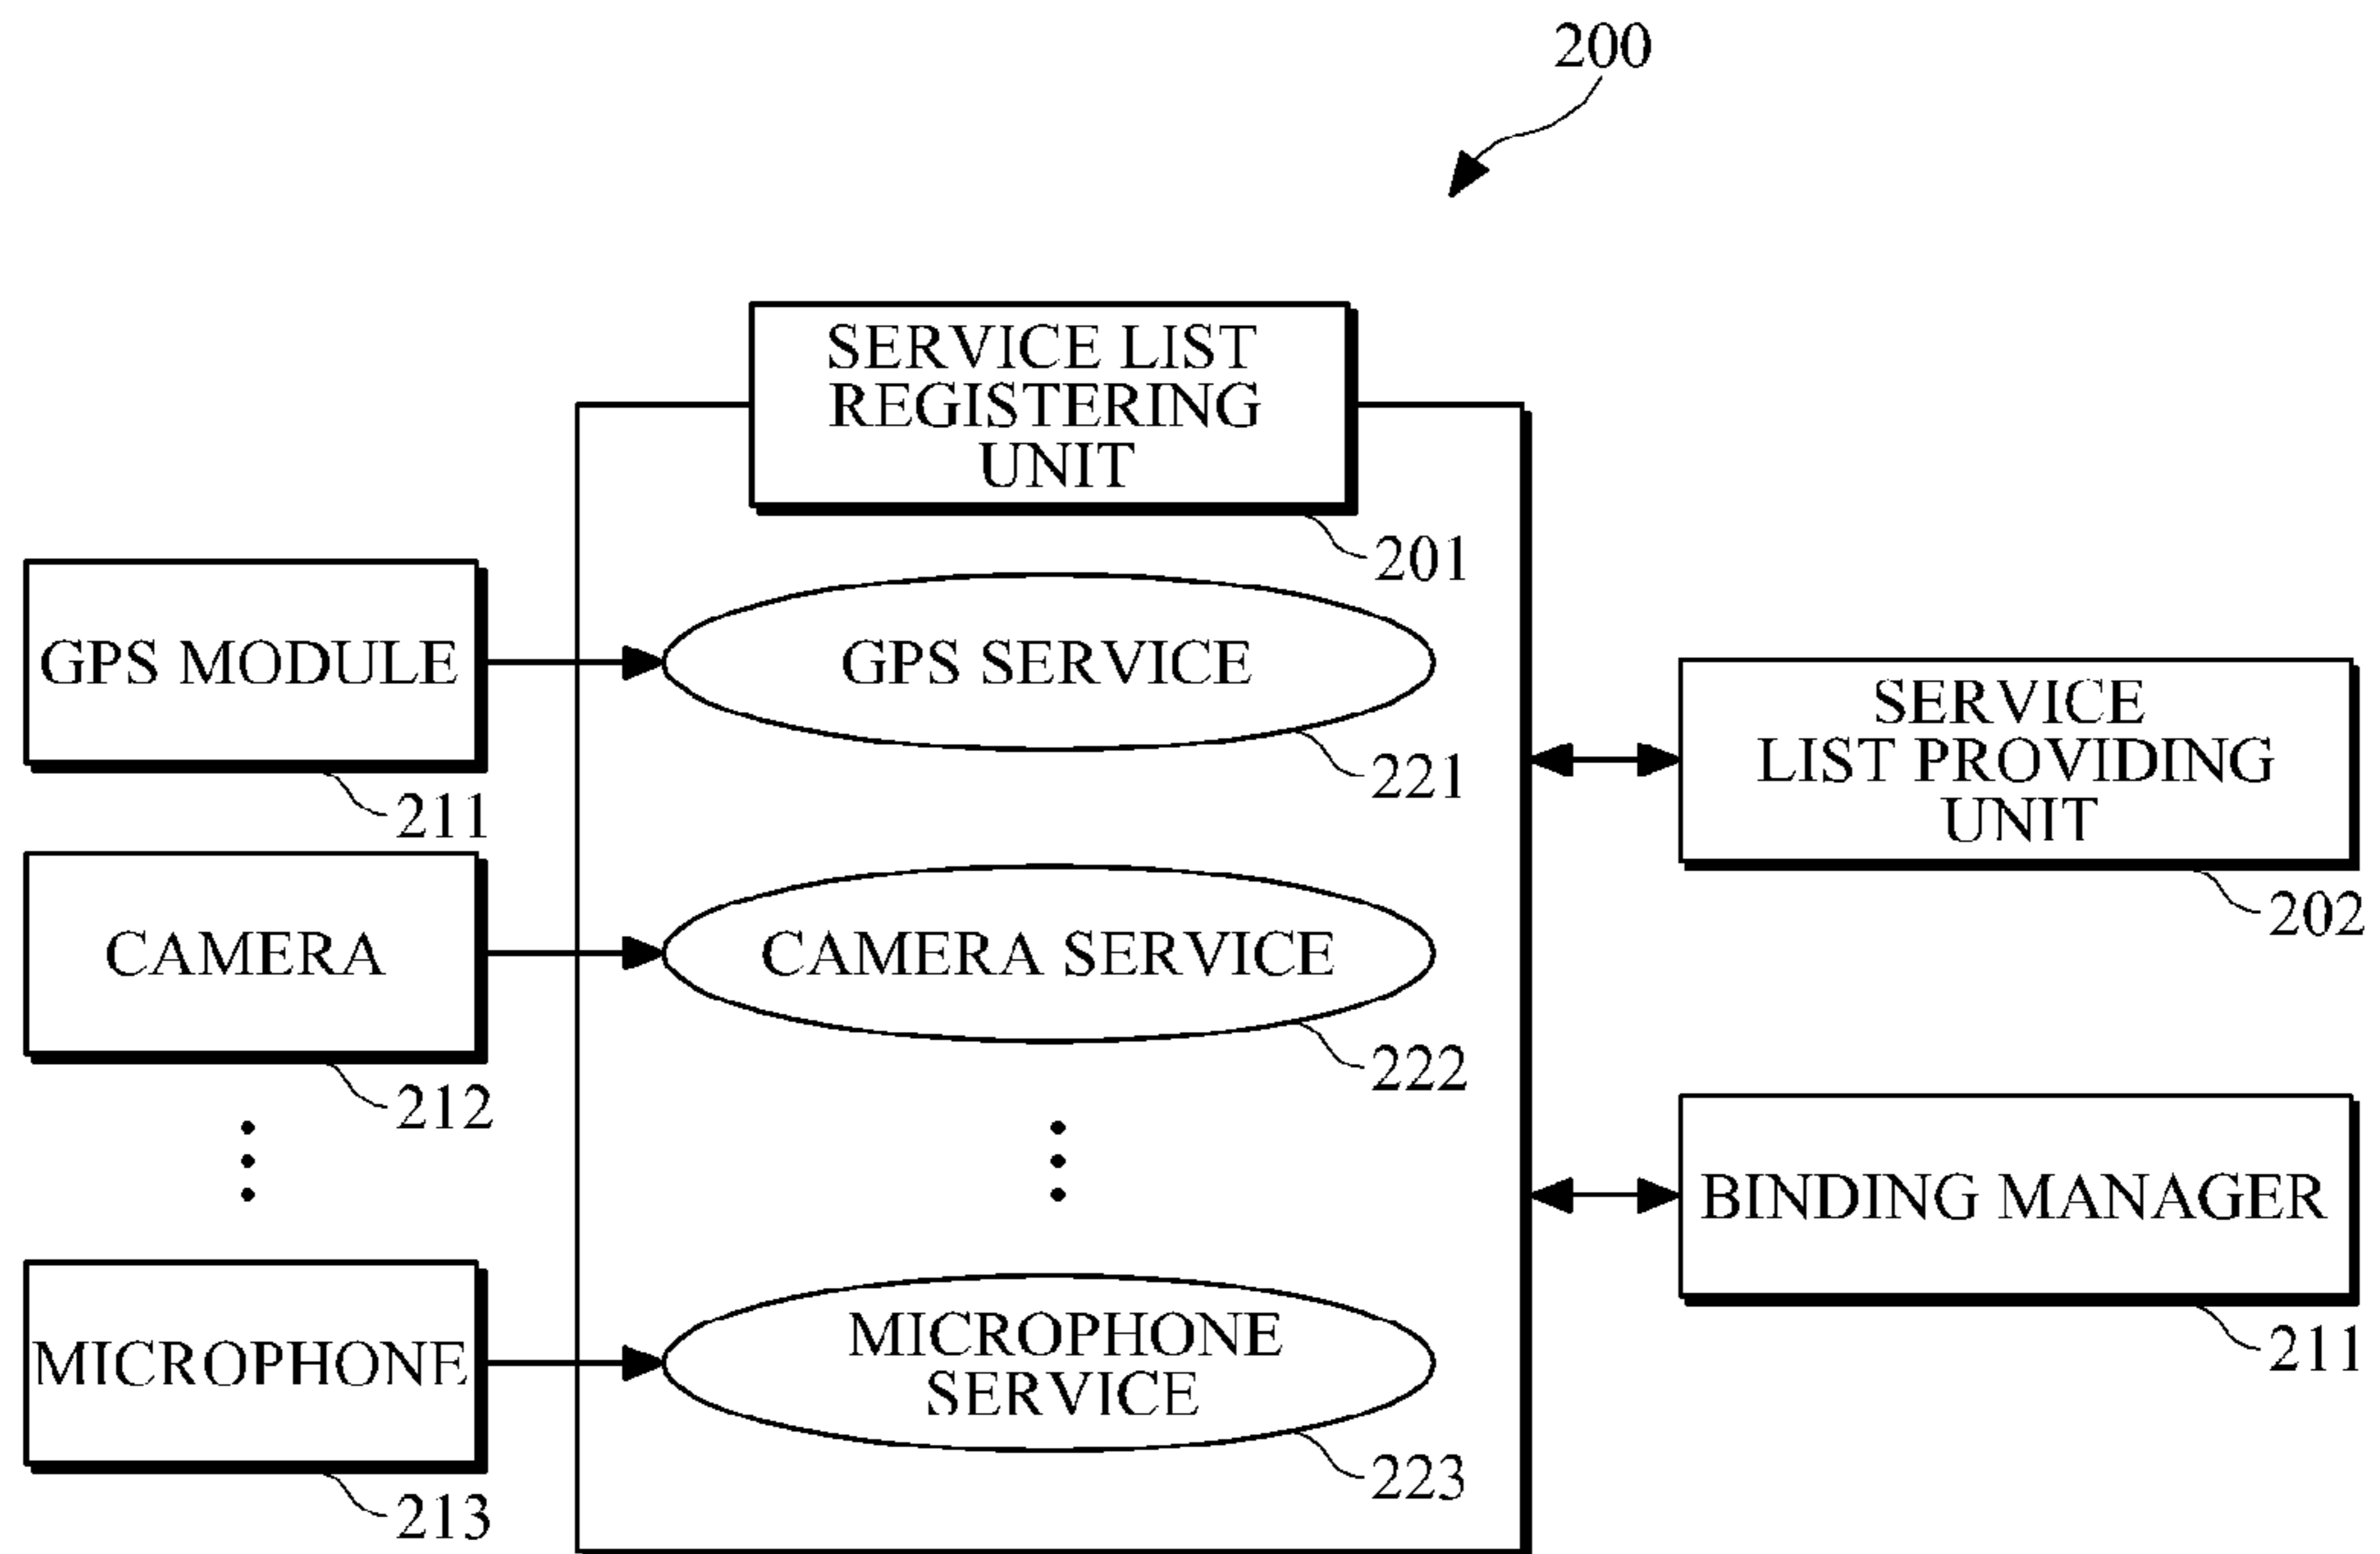 200
SERVICE LIST
REGISTERING
UNIT
201
GPS MODULE
211
GPS SERVICE
221
SERVICE
LIST PROVIDING
UNIT
202
CAMERA
212
CAMERA SERVICE
222
BINDING MANAGER
211
MICROPHONE
213
MICROPHONE
SERVICE
223